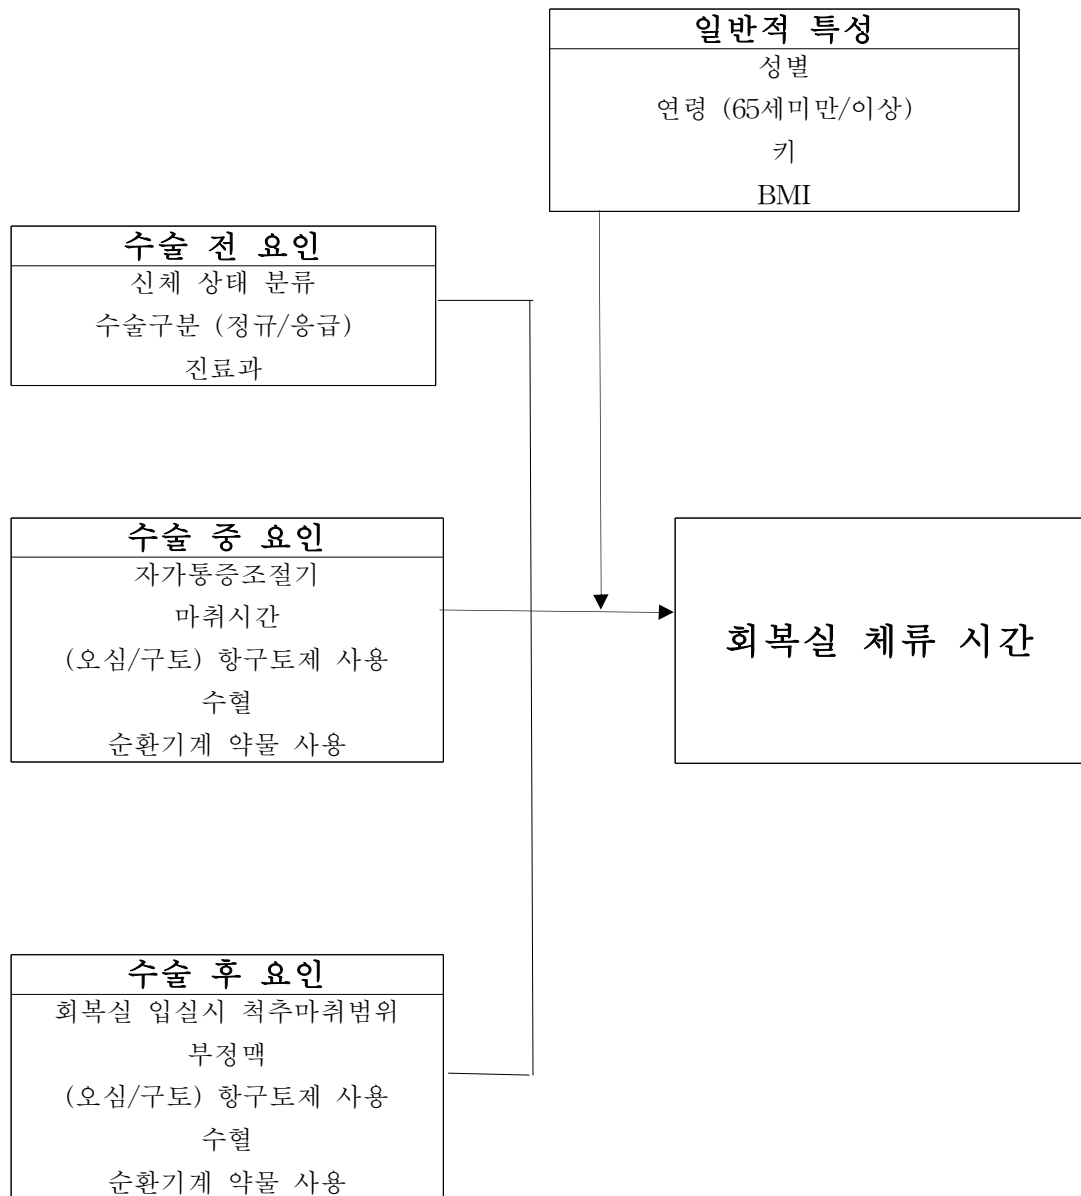 일반적 특성
성별
연령 (65세미만/이상)
키
BMI
수술 전 요인
신체 상태 분류
수술구분 (정규/응급)
진료과
수술 중 요인
자가통증조절기
마취시간
(오심/구토) 항구토제 사용
수혈
순환기계 약물 사용
회복실 체류 시간
수술 후 요인
회복실 입실시 척추마취범위
부정맥
(오심/구토) 항구토제 사용
수혈
순환기계 약물 사용